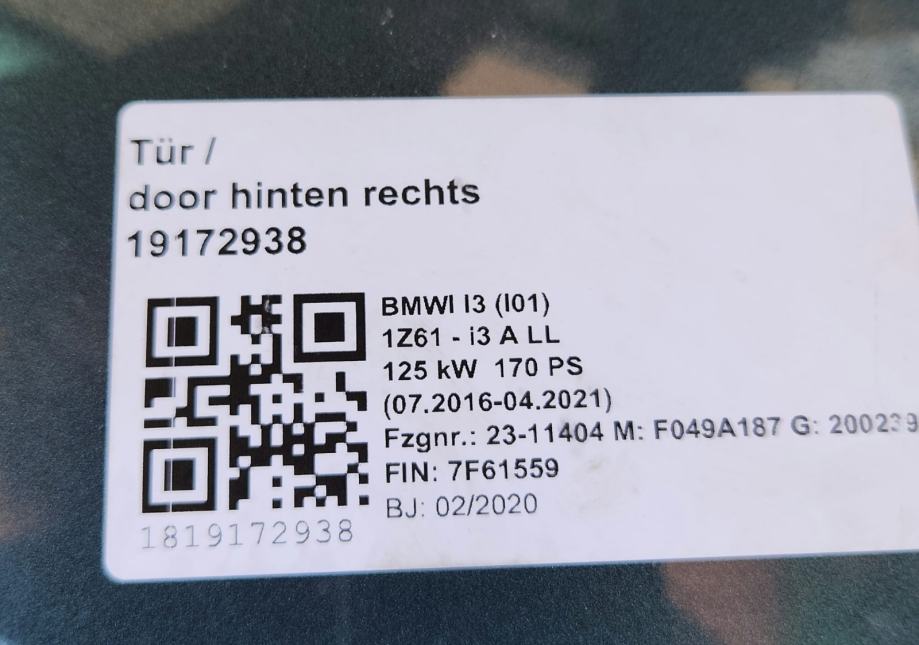 Tür /
door hinten rechts
19172938
BMWI I3 (I01)
1Z61 - i3 A LL
125 kW 170 PS
(07.2016-04.2021)
Fzgnr.: 23-11404 M: F049A187 G: 200239
FIN: 7F61559
BJ: 02/2020
1819172938